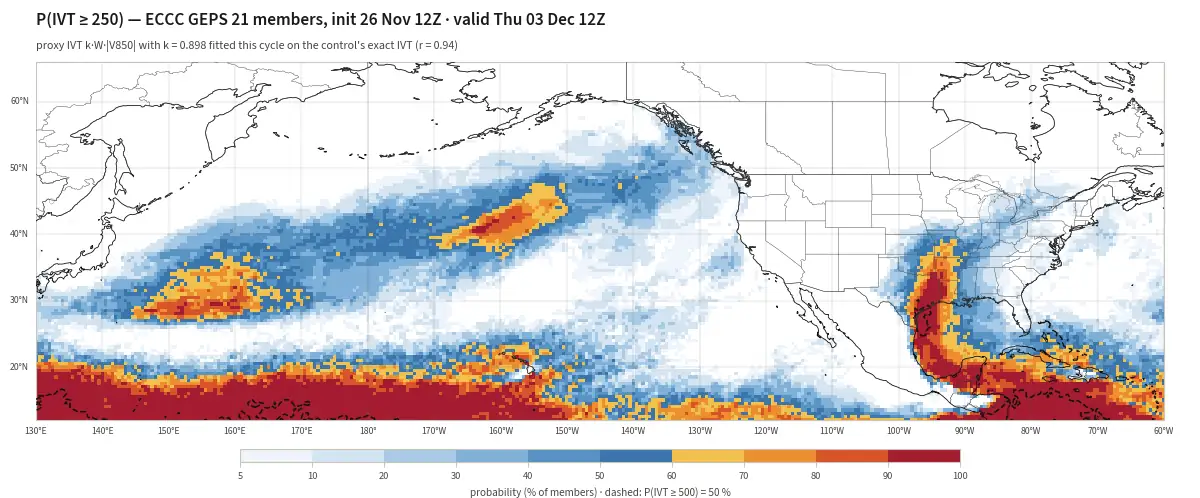 P(IVT ≥ 250) — ECCC GEPS 21 members, init 26 Nov 12Z · valid Thu 03 Dec 12Z
proxy IVT k·W·|V850| with k = 0.898 fitted this cycle on the control's exact IVT (r = 0.94)
60°N
50°N
40°N
30°N
20°N
130°E 140°E 150°E 160°E 170°E 180° 170°W 160°W 150°W 140°W 130°W 120°W 110°W 100°W 90°W 80°W 70°W 60°W
5 10 20 30 40 50 60 70 80 90 100
probability (% of members) · dashed: P(IVT ≥ 500) = 50 %